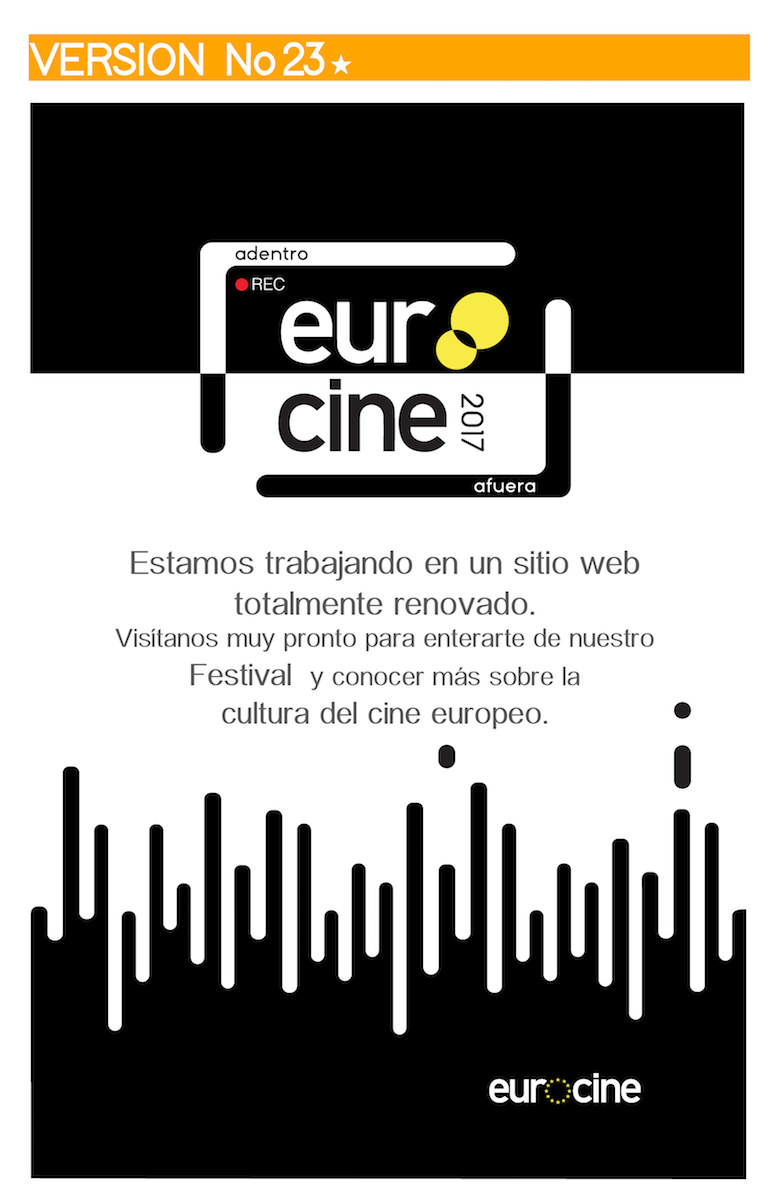 VERSION No 23
adentro
REC
eur
cine 2017
afuera
Estamos trabajando en un sitio web
totalmente renovado.
Visítanos muy pronto para enterarte de nuestro
Festival y conocer más sobre la
cultura del cine europeo.
eurocine